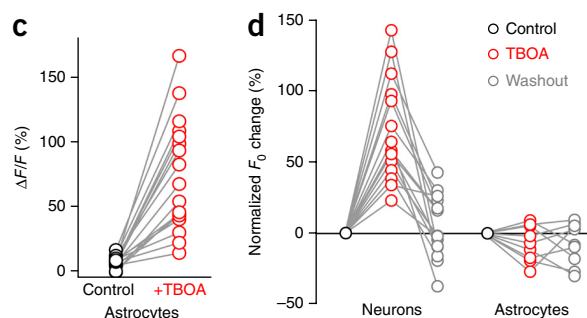 c
ΔF/F (%)
150
100
50
0
Control
+TBOA
Astrocytes
d
Normalized F0 change (%)
150
100
50
0
−50
Neurons
Astrocytes
Control
TBOA
Washout